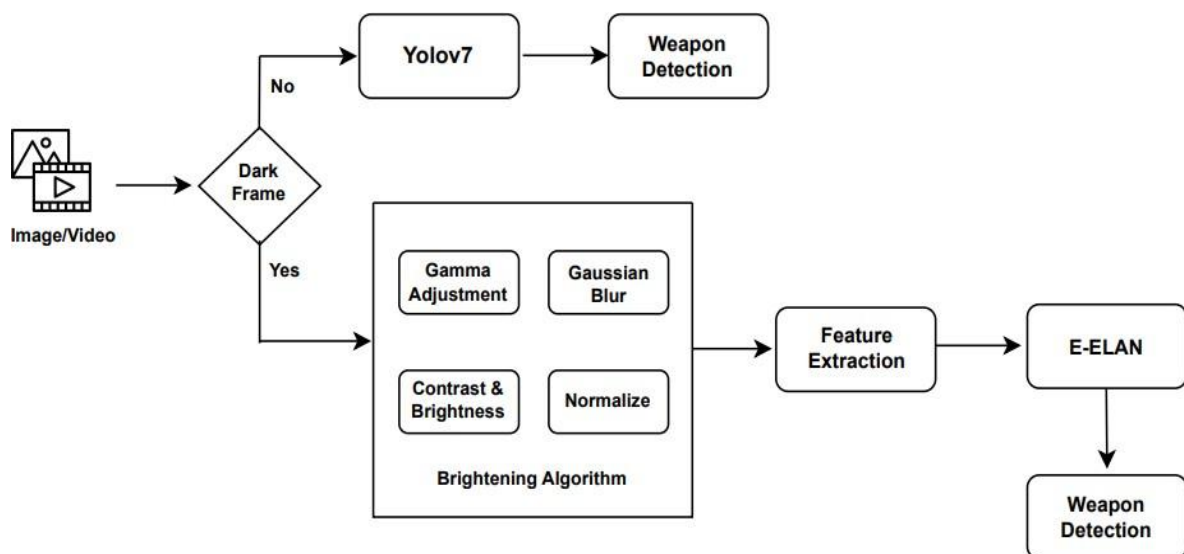 Yolov7
Weapon
Detection
No
Dark
Frame
Image/Video
Yes
Gamma
Adjustment
Gaussian
Blur
Contrast &
Brightness
Normalize
Brightening Algorithm
Feature
Extraction
E-ELAN
Weapon
Detection